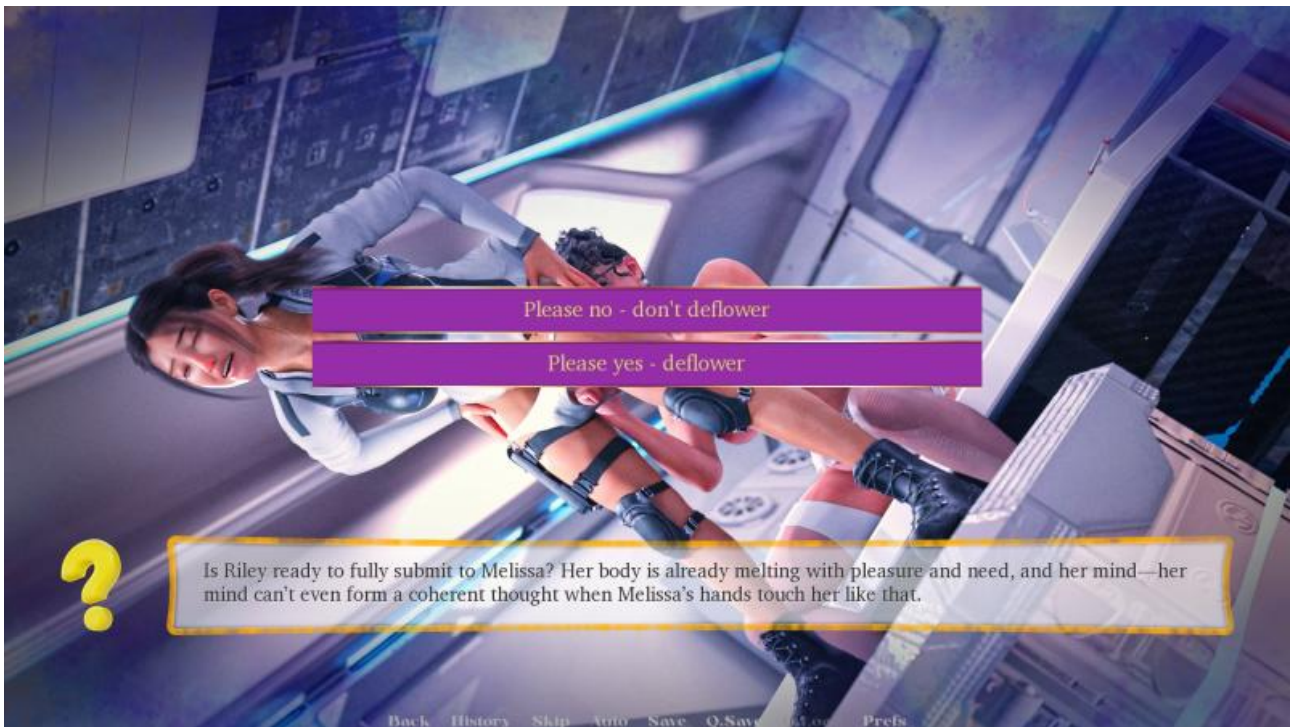 Please no - don't deflower
Please yes - deflower
Is Riley ready to fully submit to Melissa? Her body is already melting with pleasure and need, and her mind—her
mind can't even form a coherent thought when Melissa's hands touch her like that.
Back History Skip Auto Save Q.Save Prefs